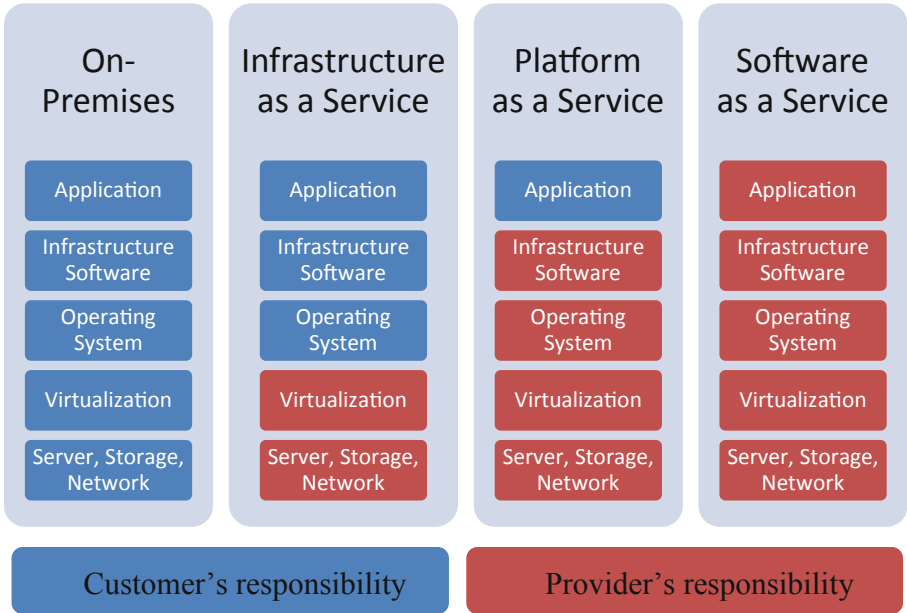 On-
Premises
Application
Infrastructure
Software
Operating
System
Virtualization
Server, Storage,
Network
Infrastructure
as a Service
Application
Infrastructure
Software
Operating
System
Virtualization
Server, Storage,
Network
Platform
as a Service
Application
Infrastructure
Software
Operating
System
Virtualization
Server, Storage,
Network
Software
as a Service
Application
Infrastructure
Software
Operating
System
Virtualization
Server, Storage,
Network
Customer’s responsibility
Provider’s responsibility